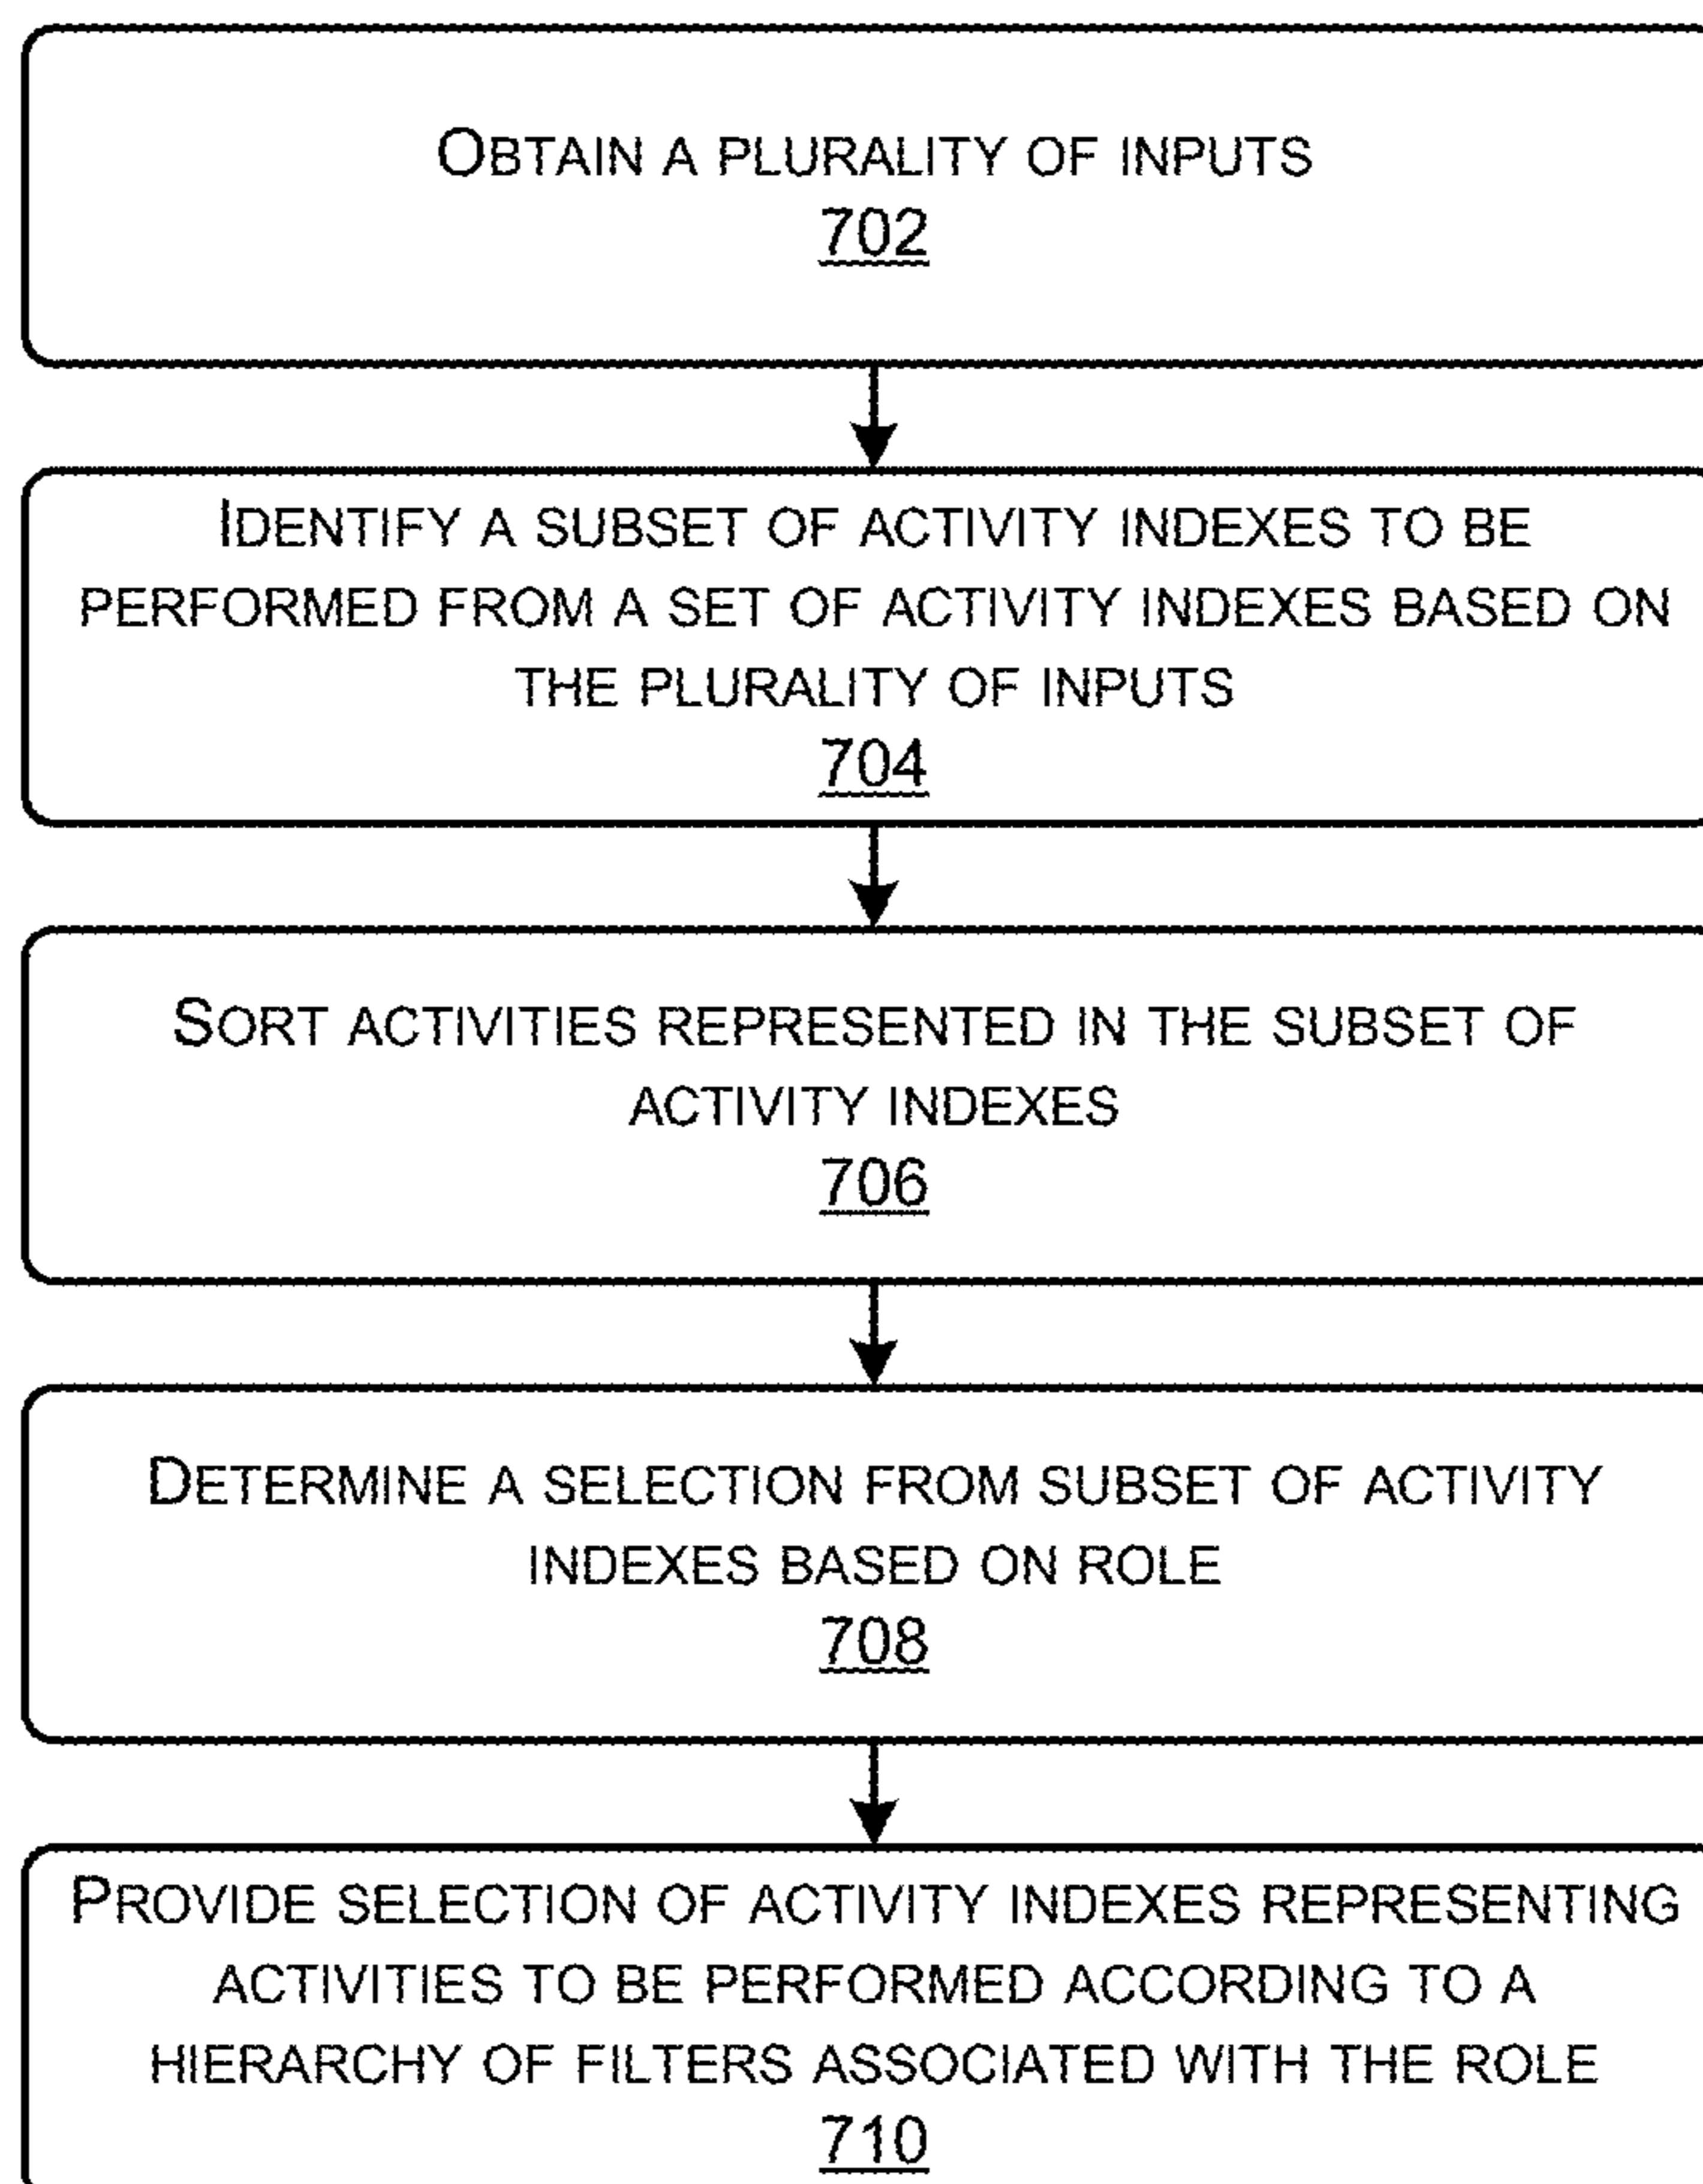 OBTAIN A PLURALITY OF INPUTS
702
IDENTIFY A SUBSET OF ACTIVITY INDEXES TO BE
PERFORMED FROM A SET OF ACTIVITY INDEXES BASED ON
THE PLURALITY OF INPUTS
704
SORT ACTIVITIES REPRESENTED IN THE SUBSET OF
ACTIVITY INDEXES
706
DETERMINE A SELECTION FROM SUBSET OF ACTIVITY
INDEXES BASED ON ROLE
708
PROVIDE SELECTION OF ACTIVITY INDEXES REPRESENTING
ACTIVITIES TO BE PERFORMED ACCORDING TO A
HIERARCHY OF FILTERS ASSOCIATED WITH THE ROLE
710